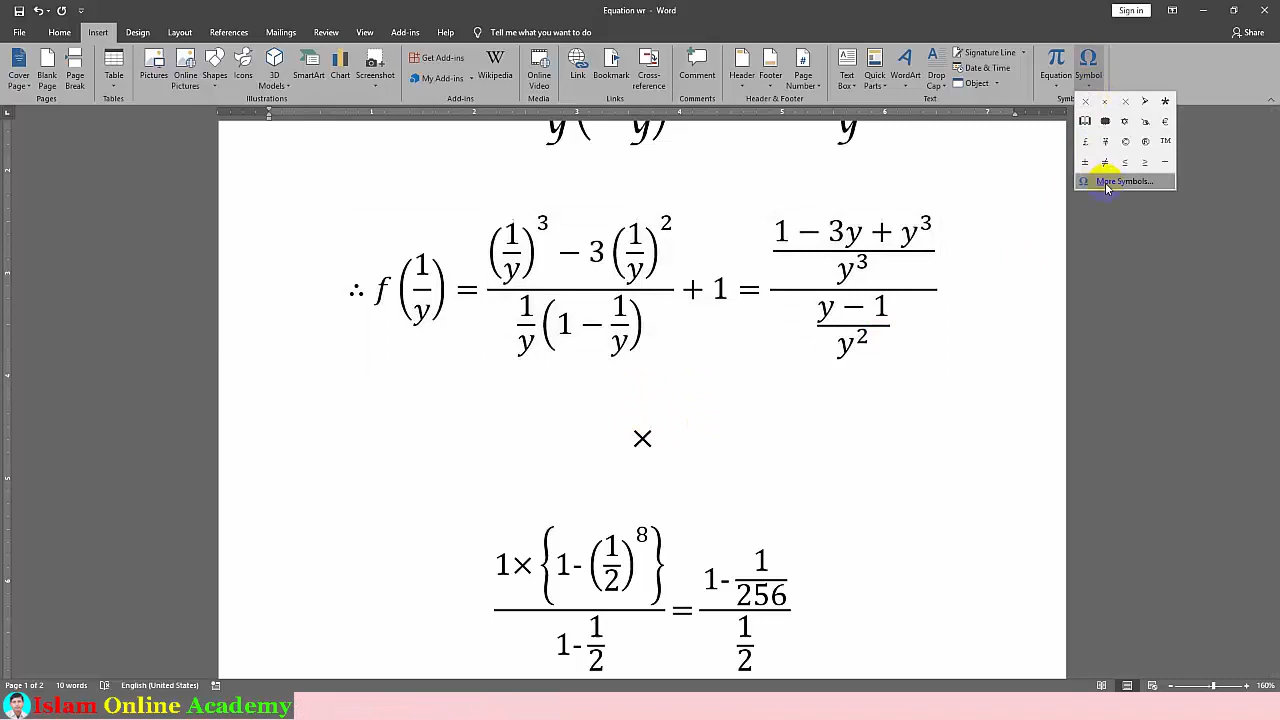 Equation wr - Word
Sign in
File Home Insert Design Layout References Mailings Review View Add-ins Help Tell me what you want to do
Share
Cover Page Blank Page Page Break
Pages
Table
Tables
Pictures Online Pictures Shapes Icons 3D Models SmartArt Chart Screenshot
Illustrations
Get Add-ins
My Add-ins
Wikipedia
Add-ins
Online Video
Media
Link Bookmark Cross-reference
Links
Comment
Comments
Header Footer Page Number
Header & Footer
Text Box Quick Parts WordArt Drop Cap
Signature Line
Date & Time
Object
Text
π Equation Ω Symbol
× × × ➢ *
€
£ ₮ © ® ™
± ≠ ≤ ≥ −
Ω More Symbols...
y ( y) y
∴ f(1/y) = ((1/y)^3 − 3(1/y)^2)/(1/y(1 − 1/y)) + 1 = ((1 − 3y + y^3)/y^3)/((y − 1)/y^2)
×
(1×{1-(1/2)^8})/(1-1/2) = (1-1/256)/(1/2)
Page 1 of 2 10 words English (United States) 160%
Islam Online Academy